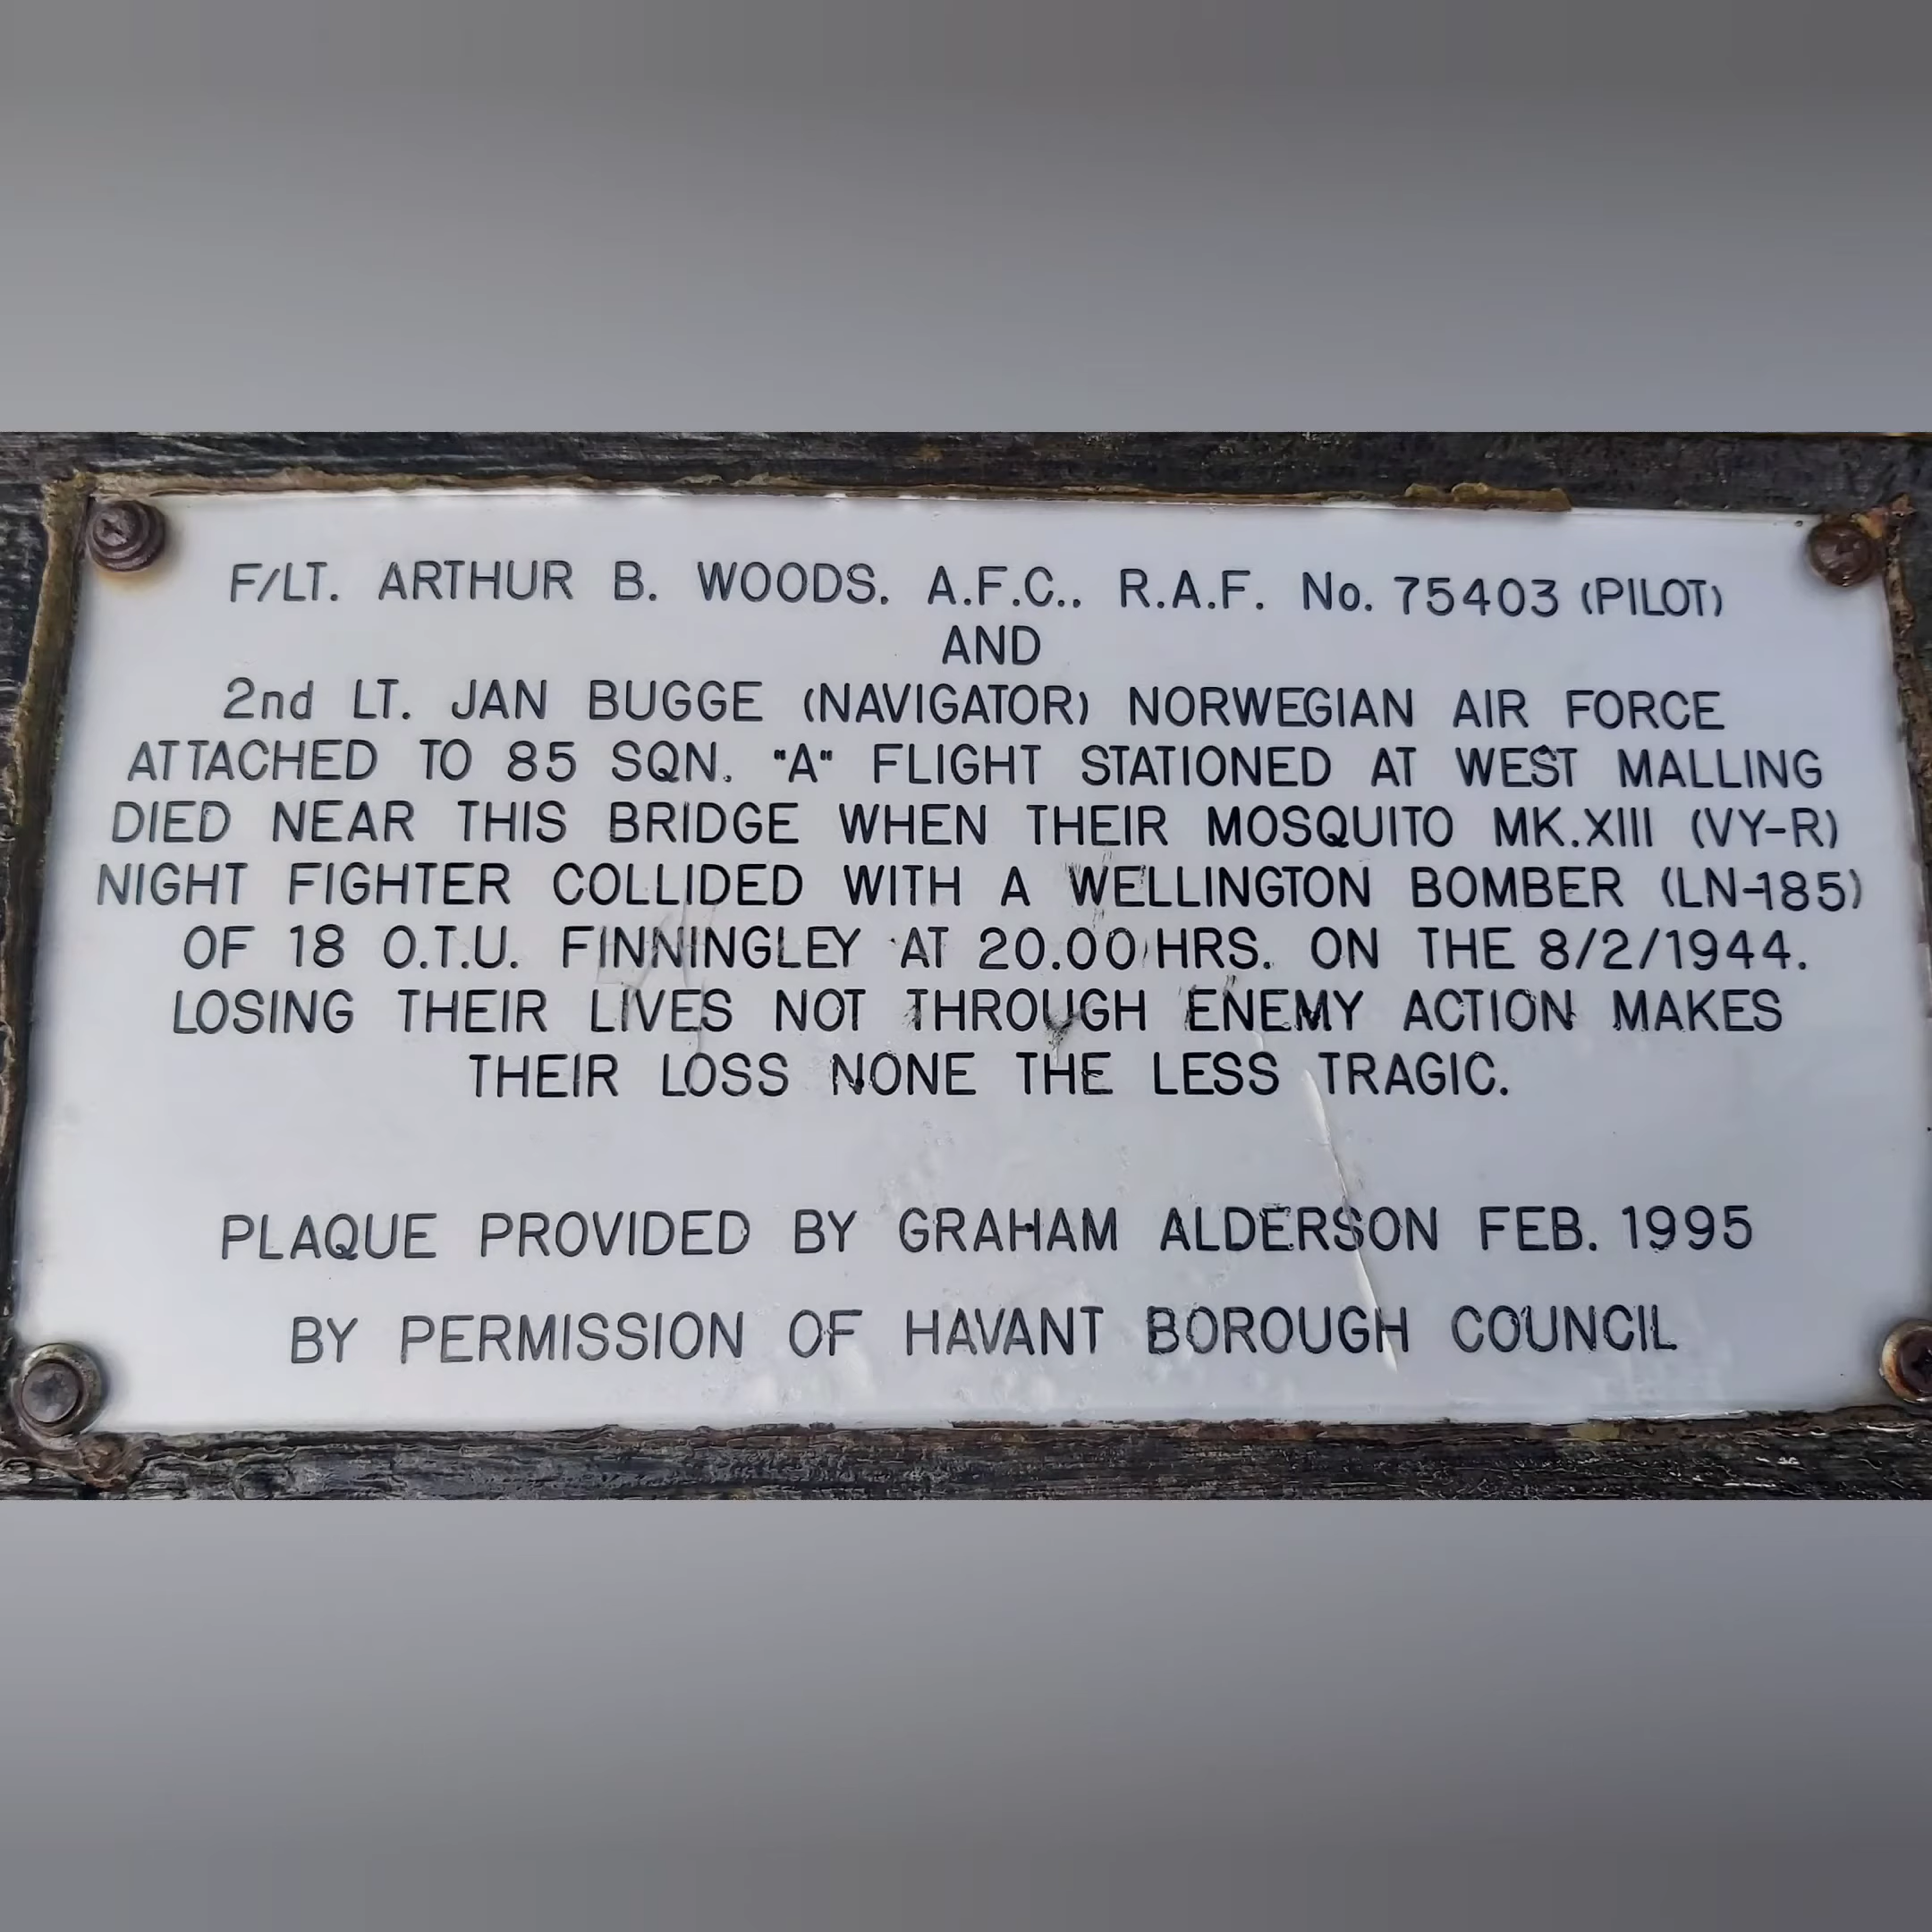 F/LT. ARTHUR B. WOODS. A.F.C.. R.A.F. No. 75403 (PILOT)
AND
2nd LT. JAN BUGGE (NAVIGATOR) NORWEGIAN AIR FORCE
ATTACHED TO 85 SQN. "A" FLIGHT STATIONED AT WEST MALLING
DIED NEAR THIS BRIDGE WHEN THEIR MOSQUITO MK.XIII (VY-R)
NIGHT FIGHTER COLLIDED WITH A WELLINGTON BOMBER (LN-185)
OF 18 O.T.U. FINNINGLEY AT 20.00 HRS. ON THE 8/2/1944.
LOSING THEIR LIVES NOT THROUGH ENEMY ACTION MAKES
THEIR LOSS NONE THE LESS TRAGIC.
PLAQUE PROVIDED BY GRAHAM ALDERSON FEB. 1995
BY PERMISSION OF HAVANT BOROUGH COUNCIL